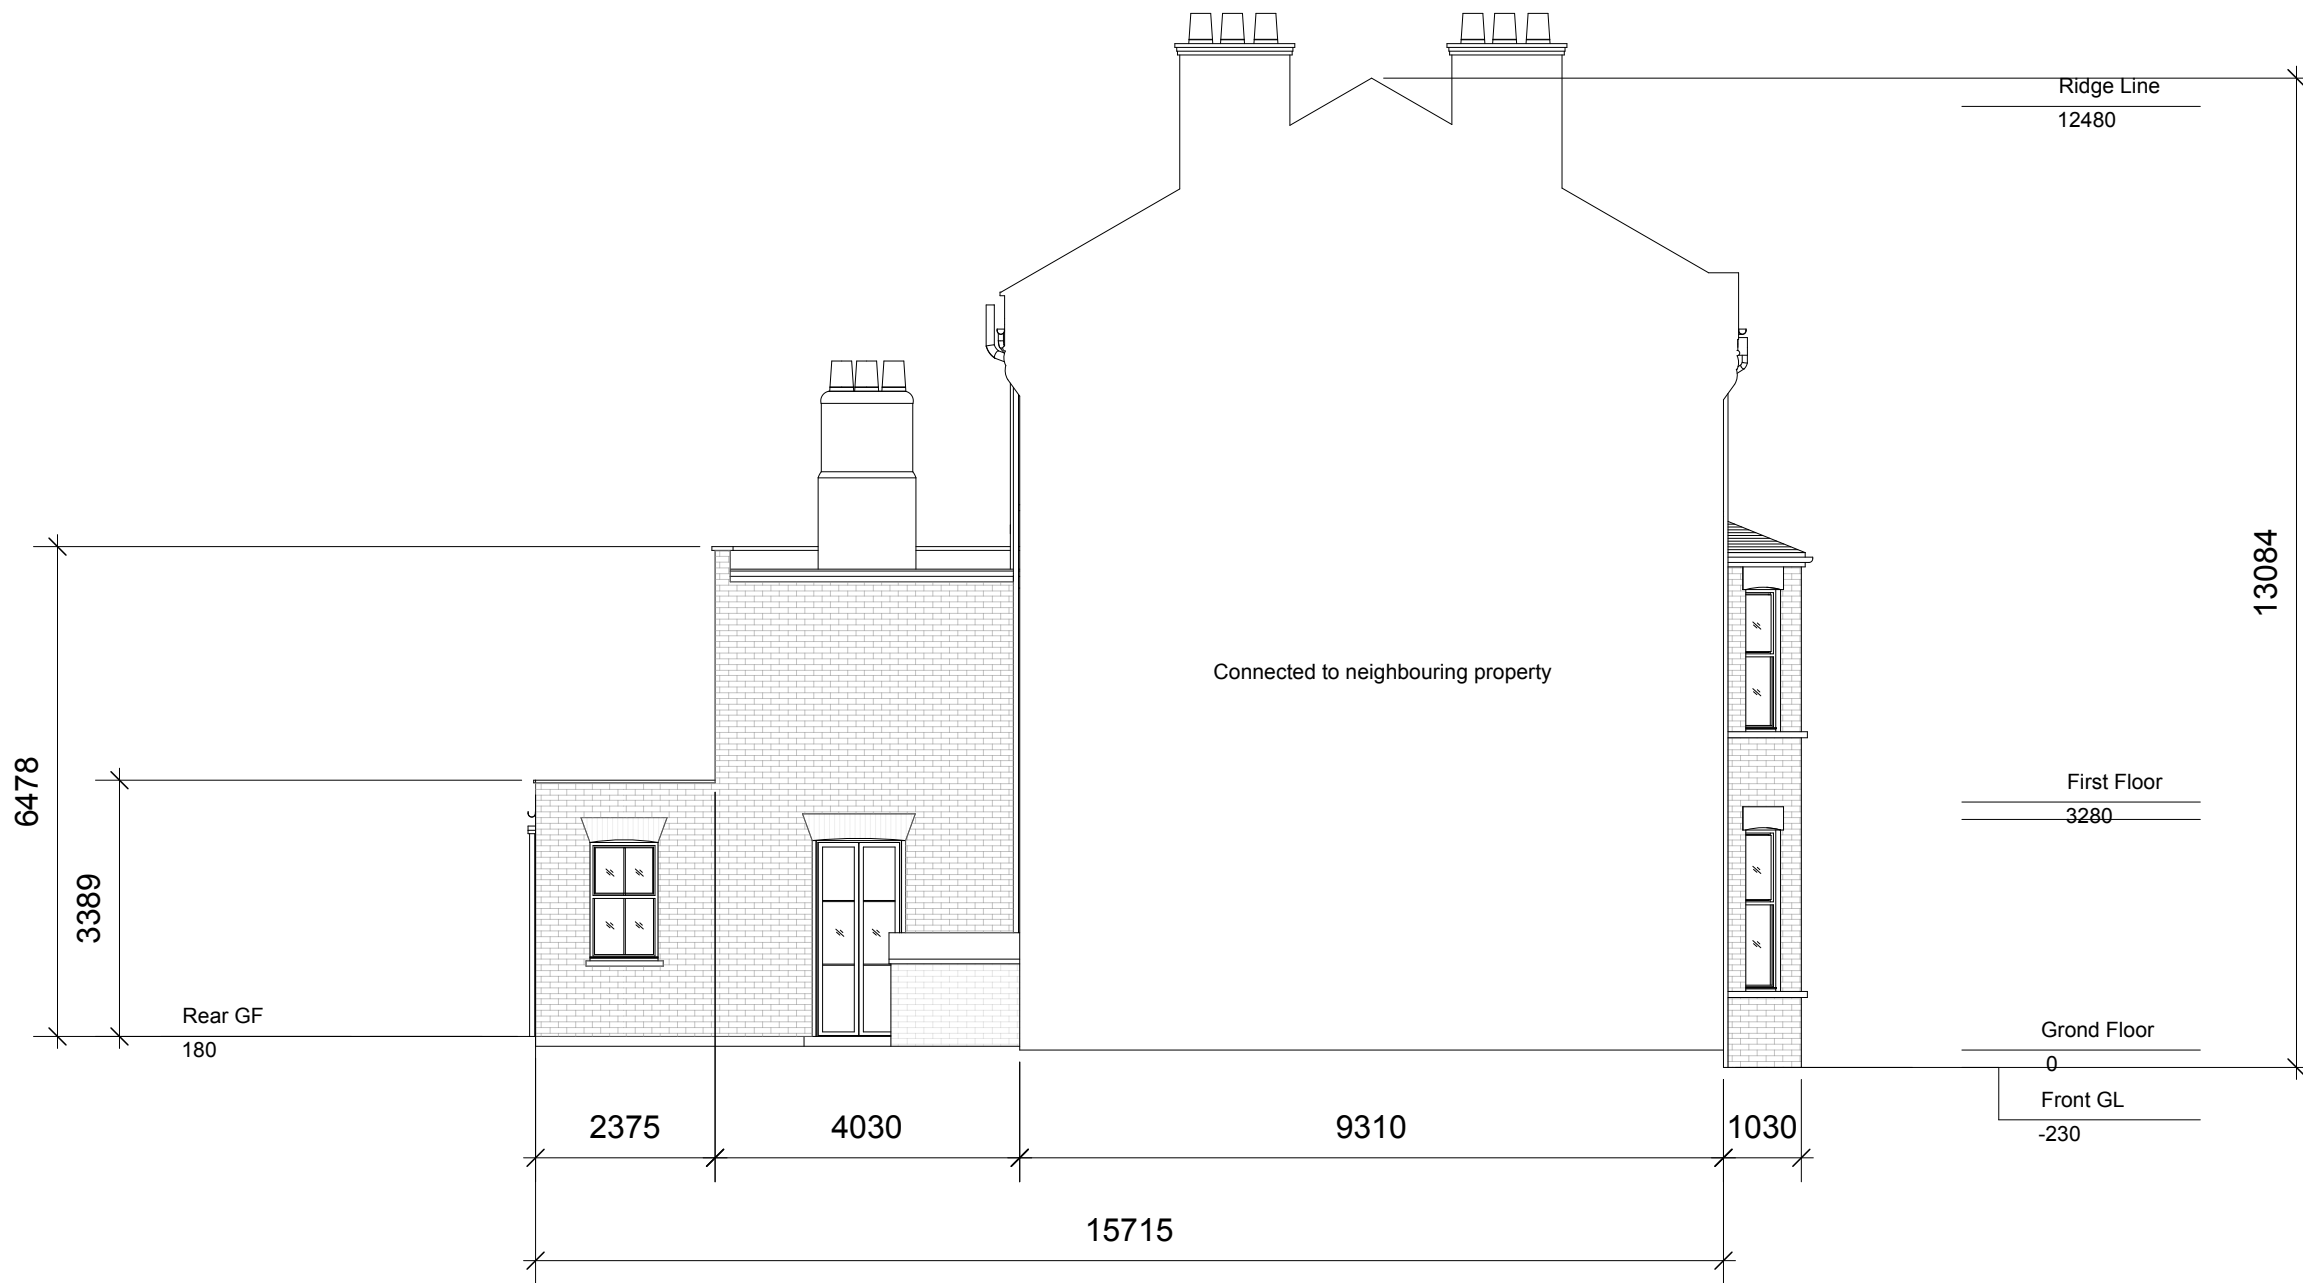 Ridge Line
12480
13084
Connected to neighbouring property
6478
3389
First Floor
3280
Rear GF
180
Grond Floor
0
Front GL
-230
2375
4030
9310
1030
15715